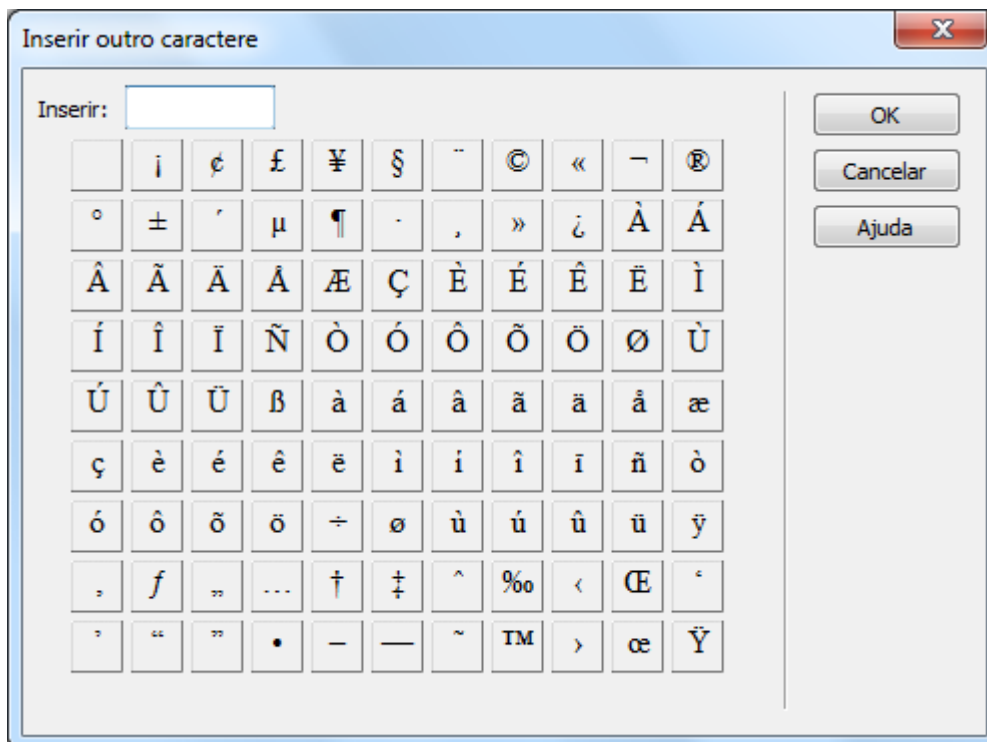 Inserir outro caractere
Inserir:
OK
Cancelar
Ajuda
¡ ¢ £ ¥ § ¨ © « ¬ ®
° ± ´ µ ¶ · ¸ » ¿ À Á
Â Ã Ä Å Æ Ç È É Ê Ë Ì
Í Î Ï Ñ Ò Ó Ô Õ Ö Ø Ù
Ú Û Ü ß à á â ã ä å æ
ç è é ê ë ì í î ï ñ ò
ó ô õ ö ÷ ø ù ú û ü ÿ
‚ ƒ „ … † ‡ ˆ ‰ ‹ Œ ‘
’ “ ” • – — ˜ ™ › œ Ÿ